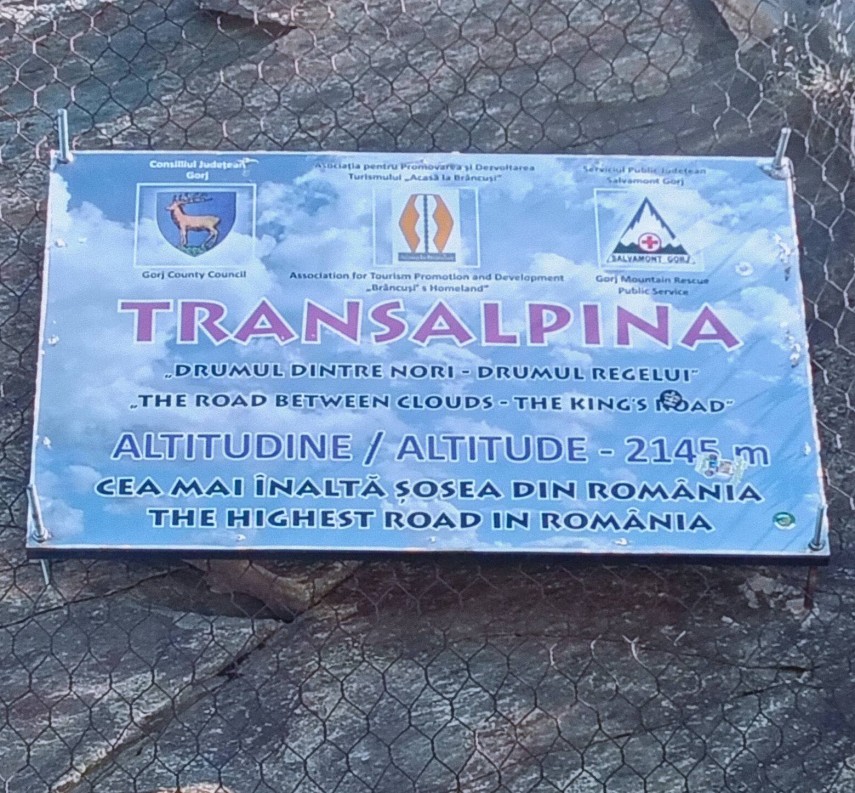 Consiliul Județean
Gorj
Gorj County Council
Asociația pentru Promovarea și Dezvoltarea
Turismului „Acasă la Brâncuși"
Association for Tourism Promotion and Development
„Brâncuși' s Homeland"
Serviciul Public Județean
Salvamont Gorj
SALVAMONT GORJ
Gorj Mountain Rescue
Public Service
TRANSALPINA
„DRUMUL DINTRE NORI - DRUMUL REGELUI"
„THE ROAD BETWEEN CLOUDS - THE KING'S ROAD"
ALTITUDINE / ALTITUDE - 2145 m
CEA MAI ÎNALTĂ ȘOSEA DIN ROMÂNIA
THE HIGHEST ROAD IN ROMÂNIA